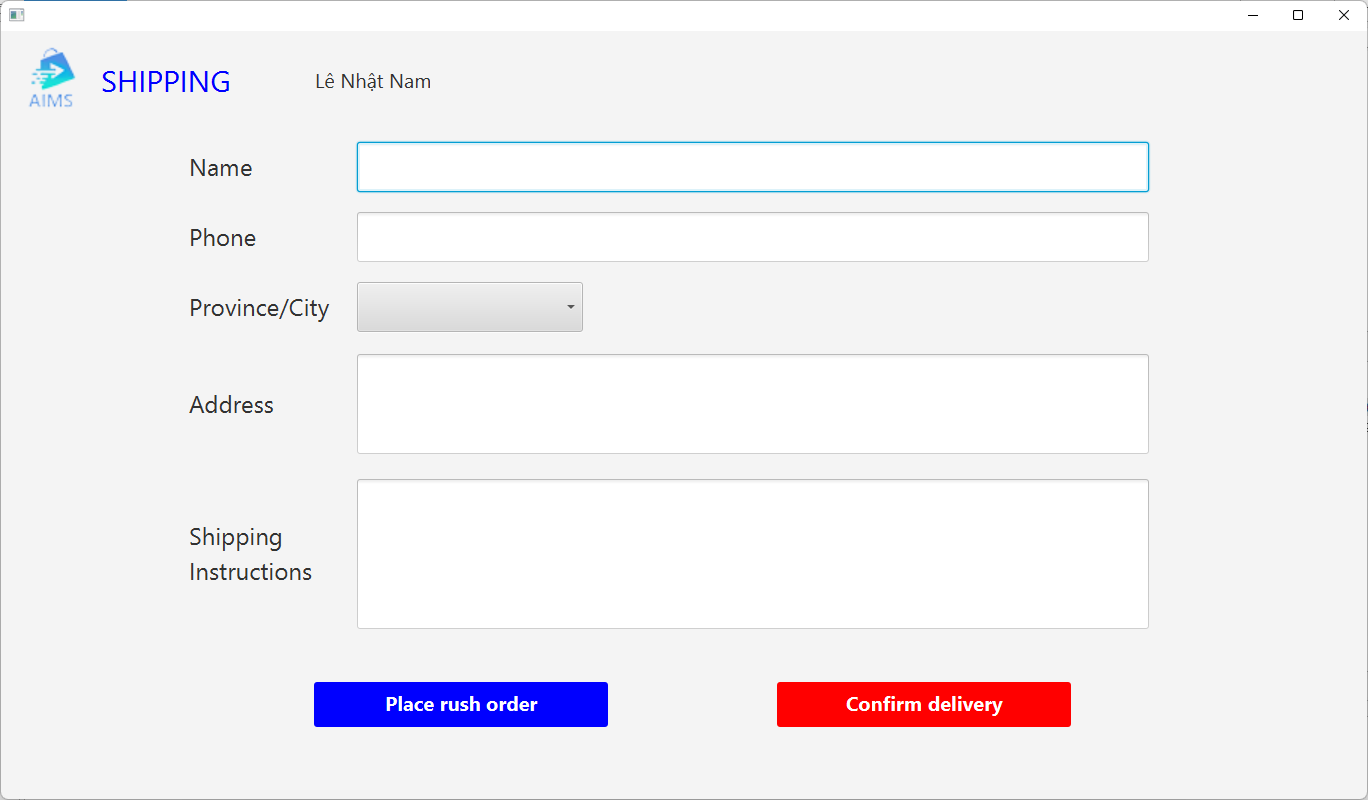 AIMS
SHIPPING
Lê Nhật Nam
Name
Phone
Province/City
Address
Shipping
Instructions
Place rush order
Confirm delivery